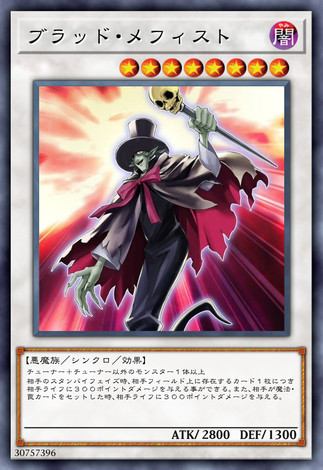 ブラッド・メフィスト
やみ
闇
【悪魔族/シンクロ/効果】
チューナー+チューナー以外のモンスター1体以上
相手のスタンバイフェイズ時、相手フィールド上に存在するカード1枚につき
相手ライフに300ポイントダメージを与える事ができる。また、相手が魔法・
罠カードをセットした時、相手ライフに300ポイントダメージを与える。
ATK/ 2800 DEF/ 1300
30757396